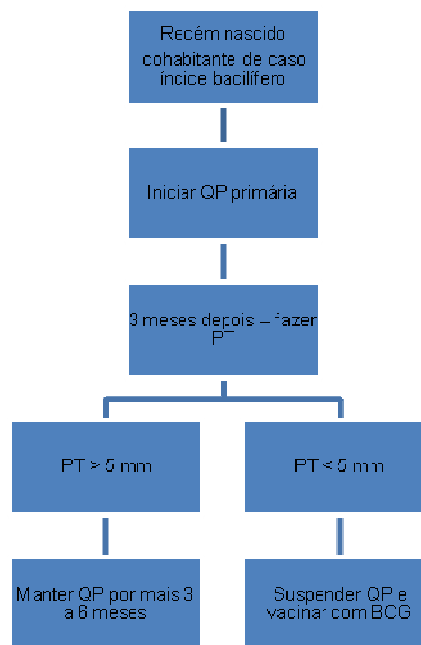 Recém nascido
cohabitante de caso
índice bacilífero
Iniciar QP primária
3 meses depois – fazer
PT
PT > 5 mm
PT < 5 mm
Manter QP por mais 3
a 6 meses
Suspender QP e
vacinar com BCG